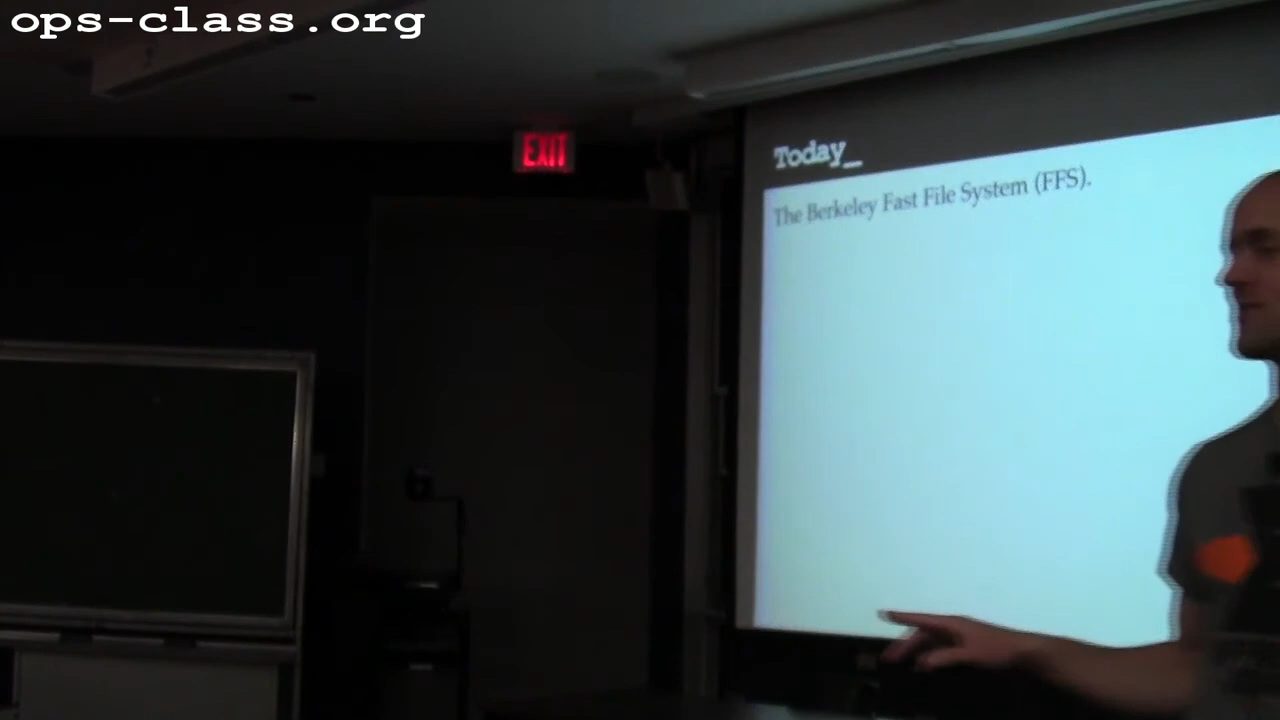 ops-class.org
EXIT
Today_
The Berkeley Fast File System (FFS).